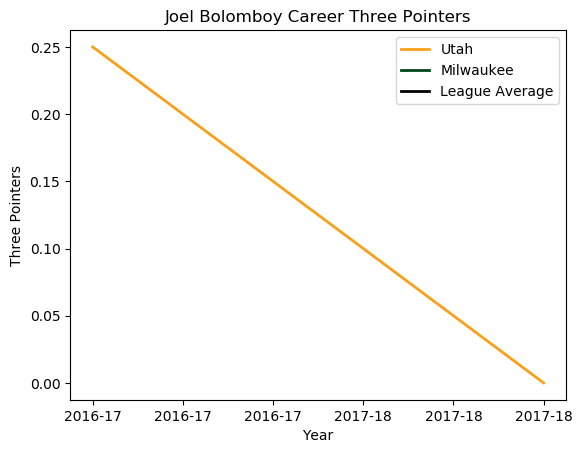 Joel Bolomboy Career Three Pointers
Utah
Milwaukee
League Average
Three Pointers
0.25
0.20
0.15
0.10
0.05
0.00
2016-17 2016-17 2016-17 2017-18 2017-18 2017-18
Year